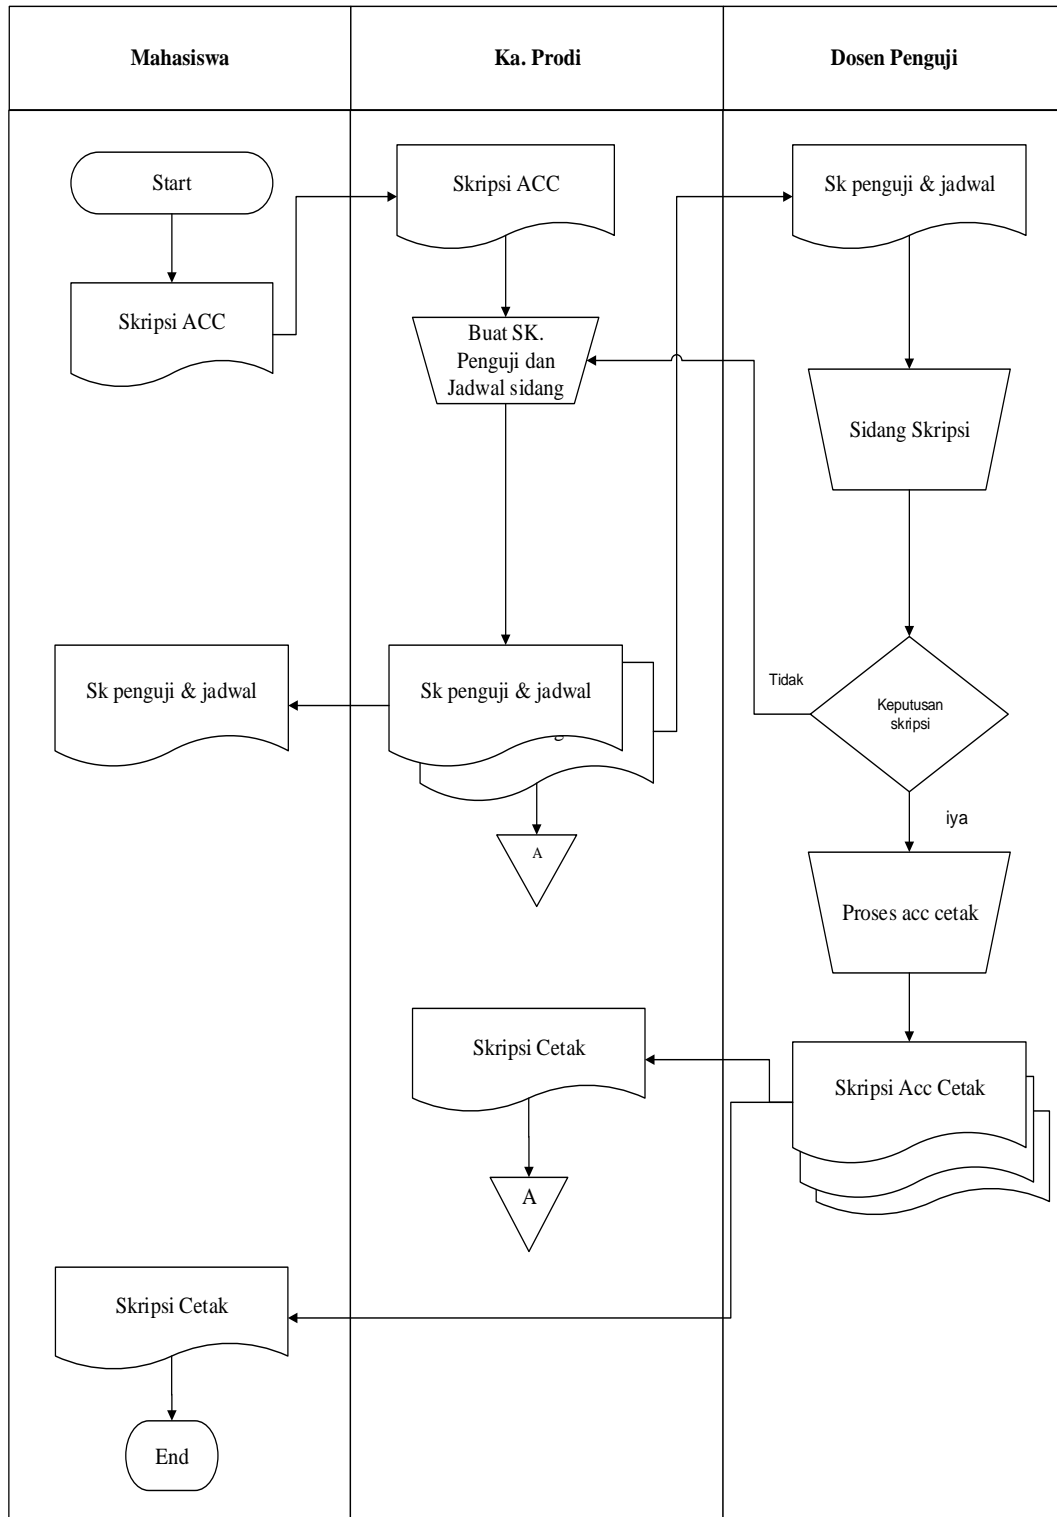 Mahasiswa
Ka. Prodi
Dosen Penguji
Start
Skripsi ACC
Skripsi ACC
Sk penguji & jadwal
Buat SK.
Penguji dan
Jadwal sidang
Sidang Skripsi
Sk penguji & jadwal
Sk penguji & jadwal
Tidak
Keputusan
skripsi
iya
A
Proses acc cetak
Skripsi Cetak
Skripsi Acc Cetak
A
Skripsi Cetak
End